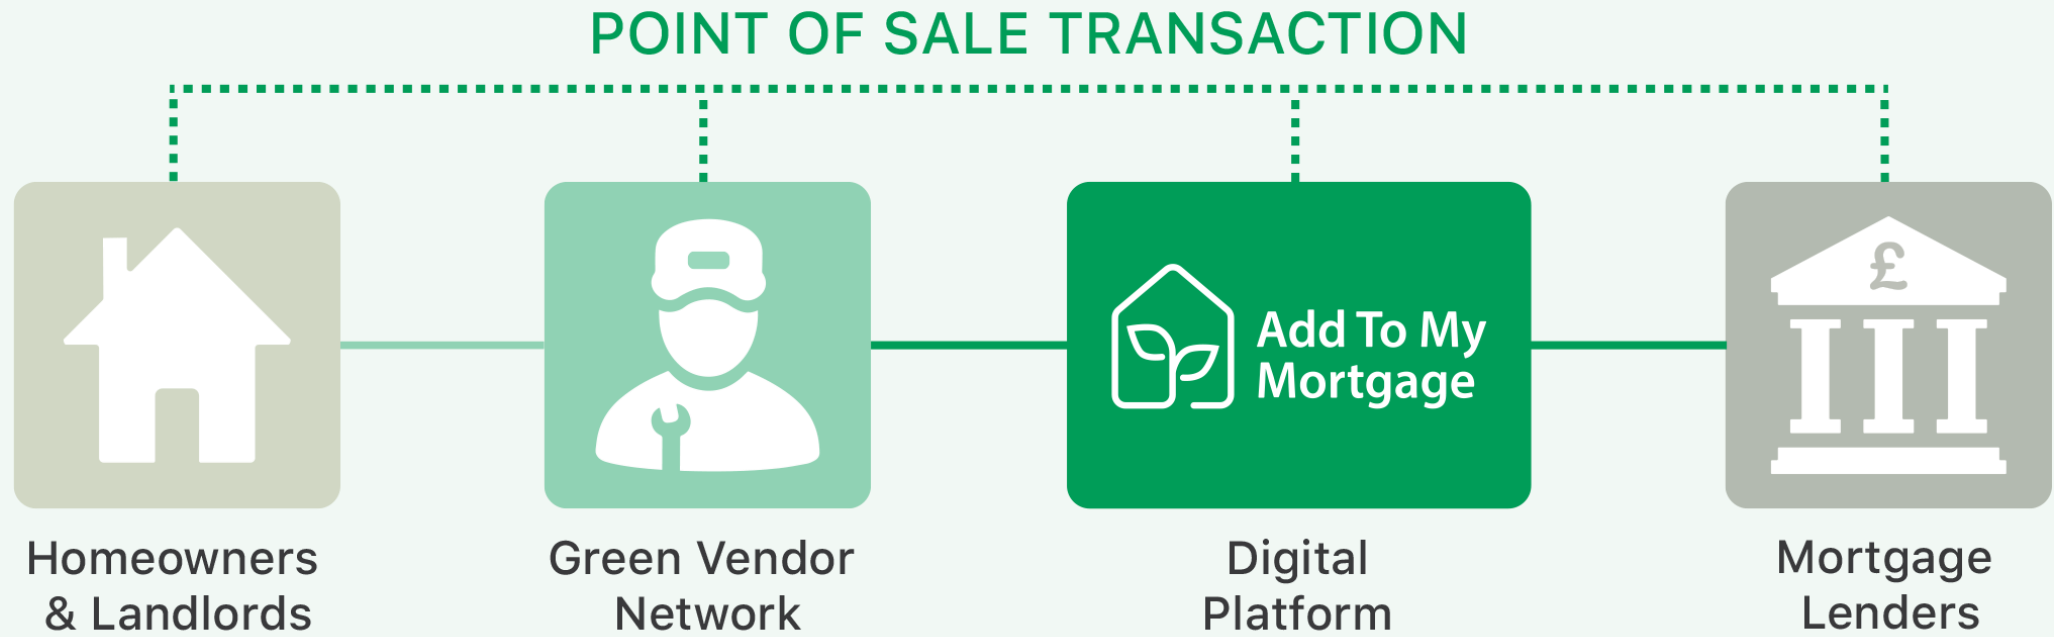 POINT OF SALE TRANSACTION
£
Add To My
Mortgage
Homeowners
& Landlords
Green Vendor
Network
Digital
Platform
Mortgage
Lenders